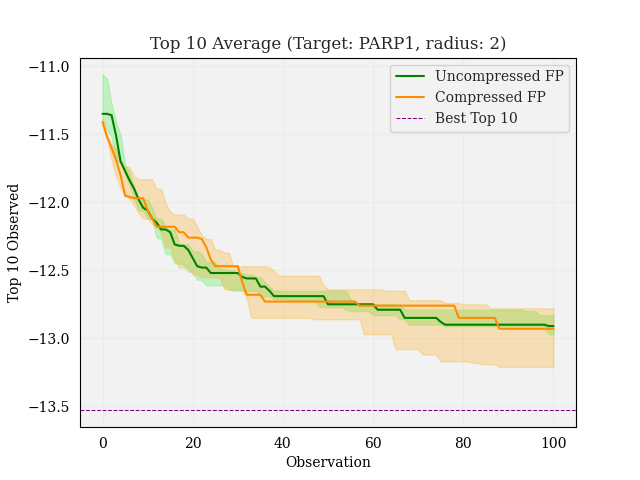 Top 10 Average (Target: PARP1, radius: 2)
Uncompressed FP
Compressed FP
Best Top 10
Top 10 Observed
−11.0
−11.5
−12.0
−12.5
−13.0
−13.5
0 20 40 60 80 100
Observation